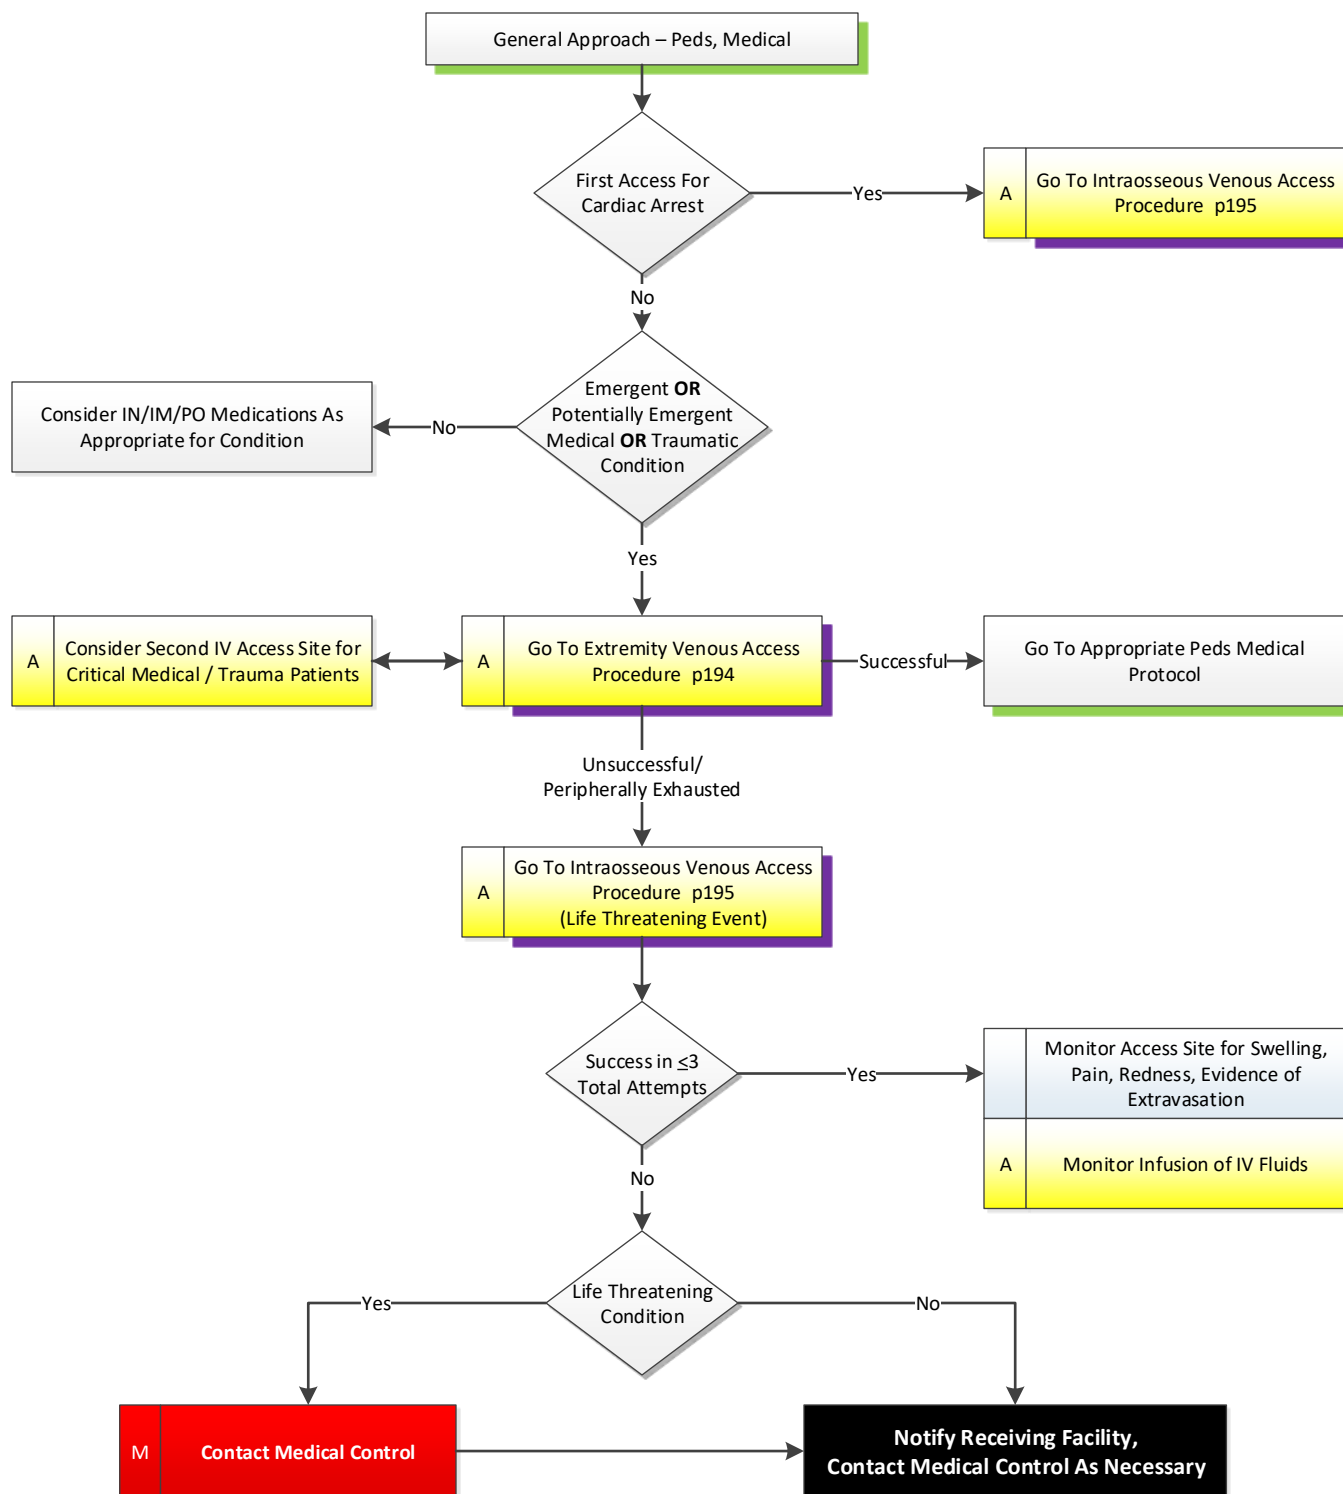 General Approach – Peds, Medical
First Access For
Cardiac Arrest
Yes
A
Go To Intraosseous Venous Access
Procedure p195
No
Emergent OR
Potentially Emergent
Medical OR Traumatic
Condition
No
Consider IN/IM/PO Medications As
Appropriate for Condition
Yes
A
Consider Second IV Access Site for
Critical Medical / Trauma Patients
A
Go To Extremity Venous Access
Procedure p194
Successful
Go To Appropriate Peds Medical
Protocol
Unsuccessful/
Peripherally Exhausted
A
Go To Intraosseous Venous Access
Procedure p195
(Life Threatening Event)
Success in ≤3
Total Attempts
Yes
Monitor Access Site for Swelling,
Pain, Redness, Evidence of
Extravasation
A
Monitor Infusion of IV Fluids
No
Life Threatening
Condition
Yes
No
M
Contact Medical Control
Notify Receiving Facility,
Contact Medical Control As Necessary